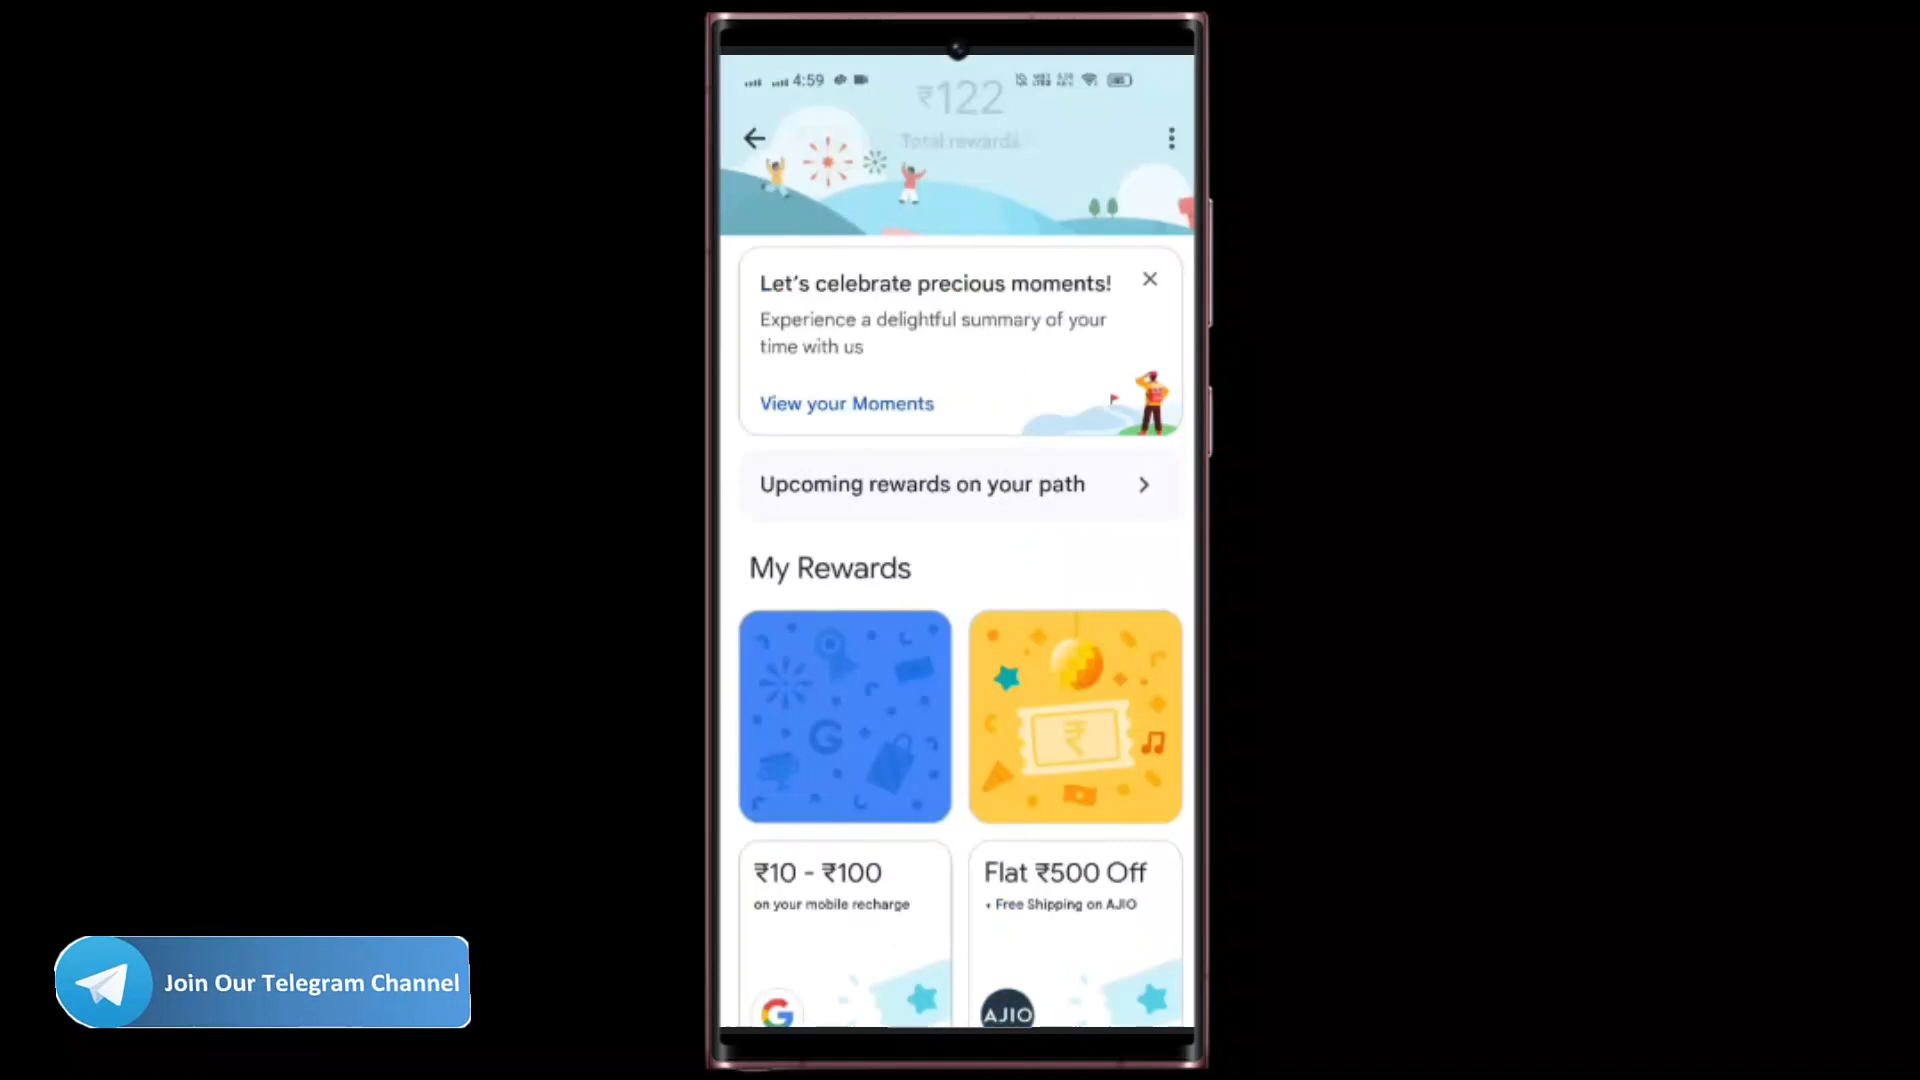 4:59
₹122
Total rewards
Let's celebrate precious moments!
Experience a delightful summary of your
time with us
View your Moments
Upcoming rewards on your path
My Rewards
G
₹
₹10 - ₹100
on your mobile recharge
Flat ₹500 Off
+ Free Shipping on AJIO
G
AJIO
Join Our Telegram Channel